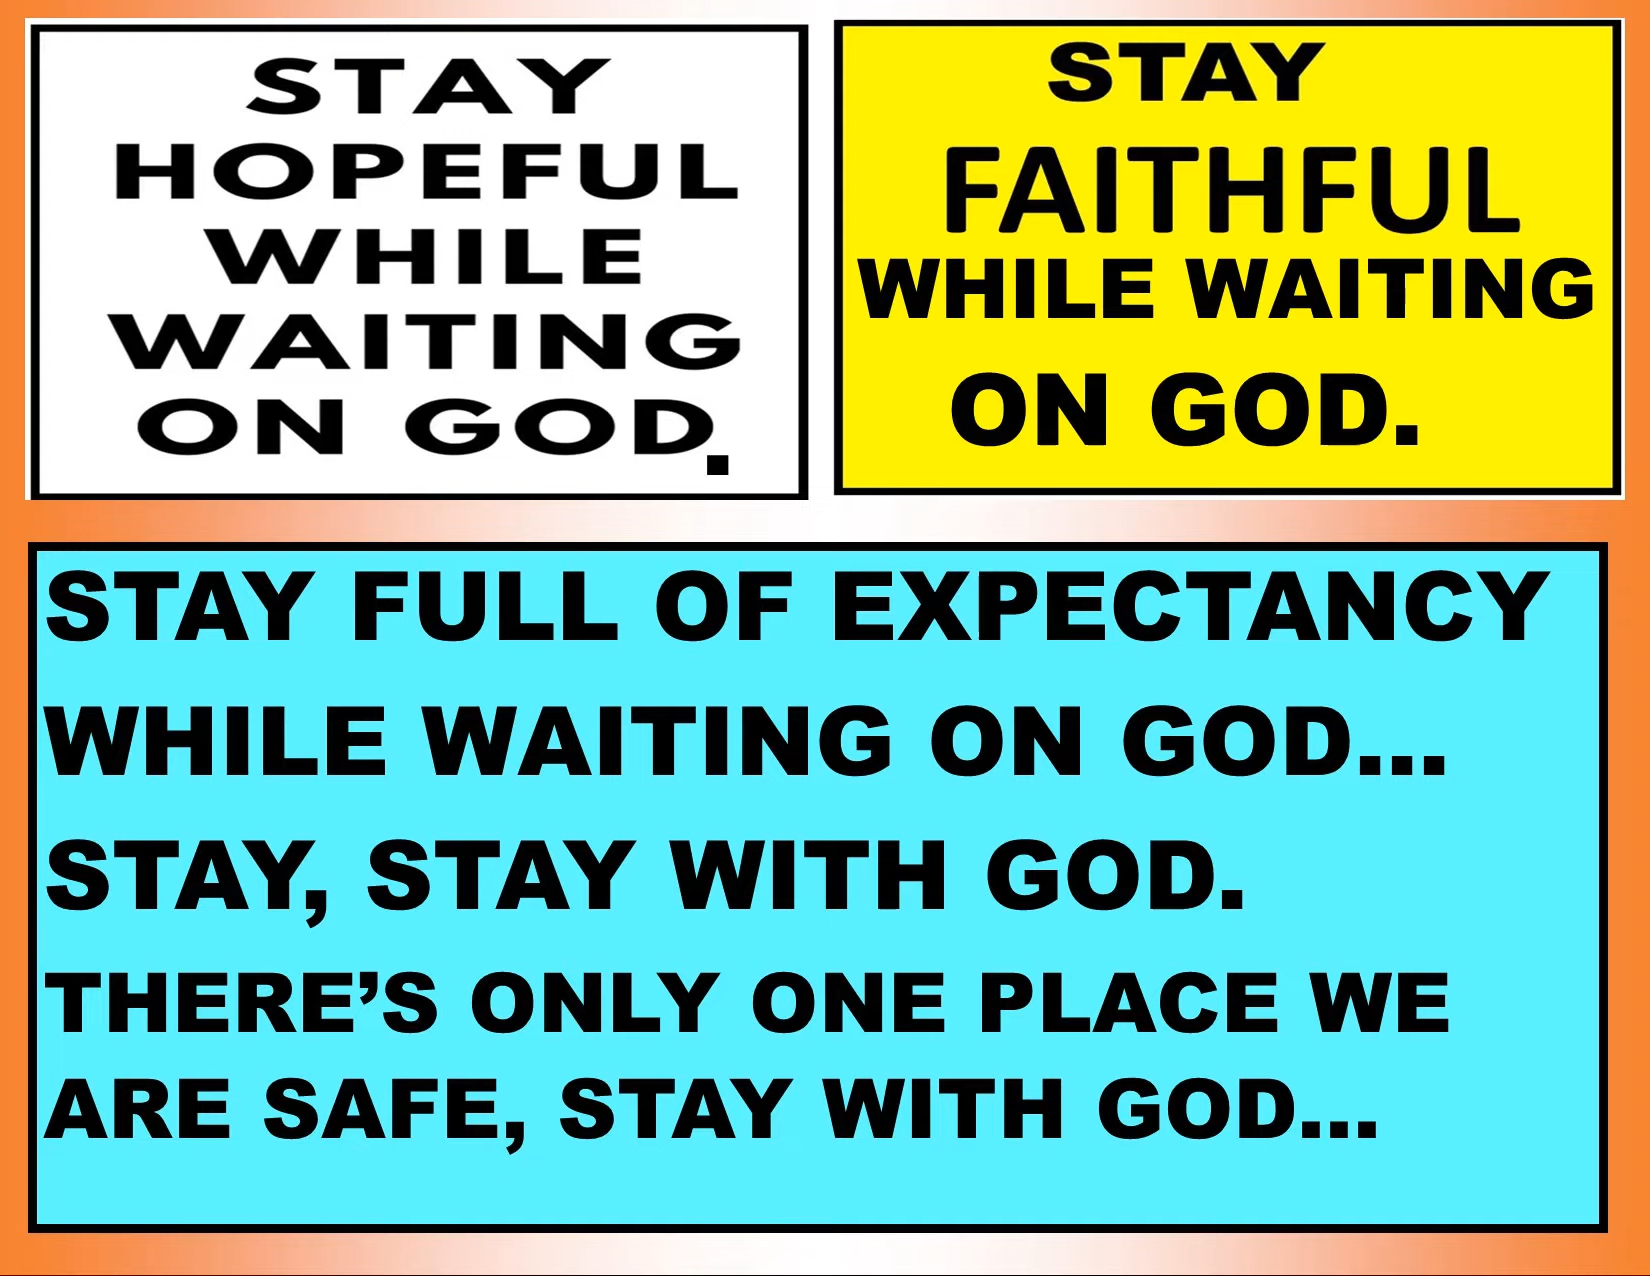 STAY
HOPEFUL
WHILE
WAITING
ON GOD.
STAY
FAITHFUL
WHILE WAITING
ON GOD.
STAY FULL OF EXPECTANCY
WHILE WAITING ON GOD...
STAY, STAY WITH GOD.
THERE’S ONLY ONE PLACE WE
ARE SAFE, STAY WITH GOD...